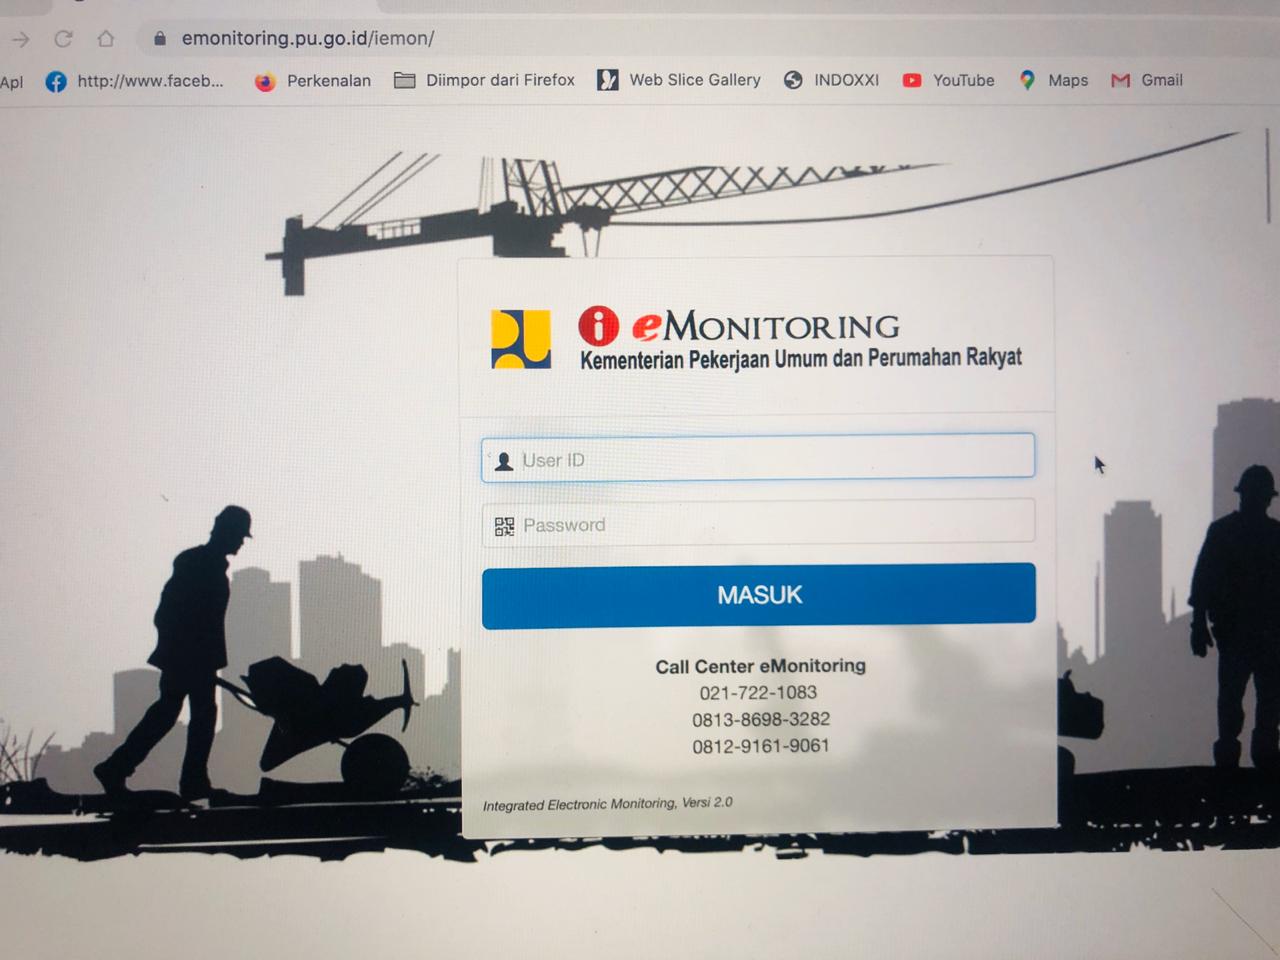 emonitoring.pu.go.id/iemon/
Apl http://www.faceb... Perkenalan Diimpor dari Firefox Web Slice Gallery INDOXXI YouTube Maps Gmail
i eMONITORING
Kementerian Pekerjaan Umum dan Perumahan Rakyat
User ID
Password
MASUK
Call Center eMonitoring
021-722-1083
0813-8698-3282
0812-9161-9061
Integrated Electronic Monitoring, Versi 2.0